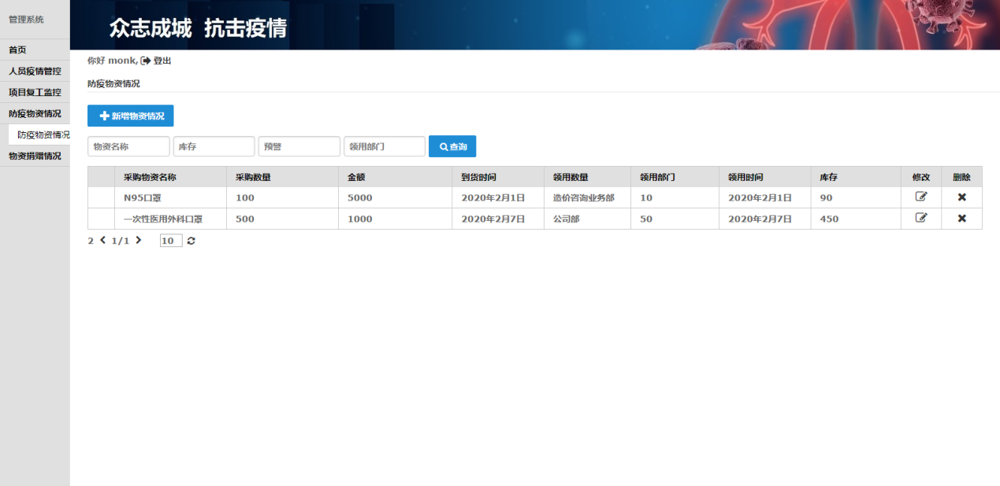 管理系统
首页
人员疫情管控
项目复工监控
防疫物资情况
防疫物资情况
物资捐赠情况
众志成城 抗击疫情
你好 monk, 登出
防疫物资情况
新增物资情况
物资名称 库存 预警 领用部门 查询
采购物资名称 采购数量 金额 到货时间 领用数量 领用部门 领用时间 库存 修改 删除
N95口罩 100 5000 2020年2月1日 造价咨询业务部 10 2020年2月1日 90
一次性医用外科口罩 500 1000 2020年2月7日 公司部 50 2020年2月7日 450
2 1/1 10